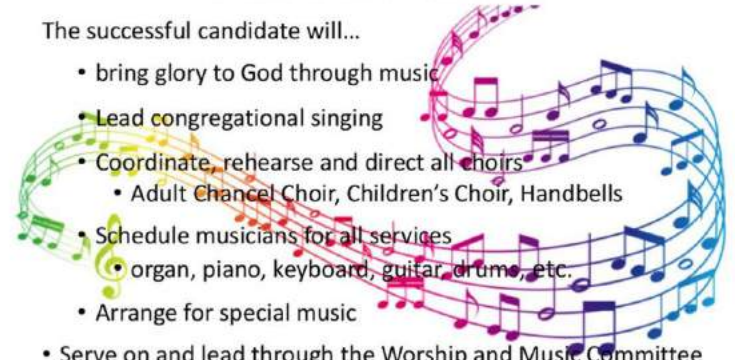 The successful candidate will...
• bring glory to God through music
• Lead congregational singing
• Coordinate, rehearse and direct all choirs
• Adult Chancel Choir, Children's Choir, Handbells
• Schedule musicians for all services
• organ, piano, keyboard, guitar, drums, etc.
• Arrange for special music
• Serve on and lead through the Worship and Music Committee